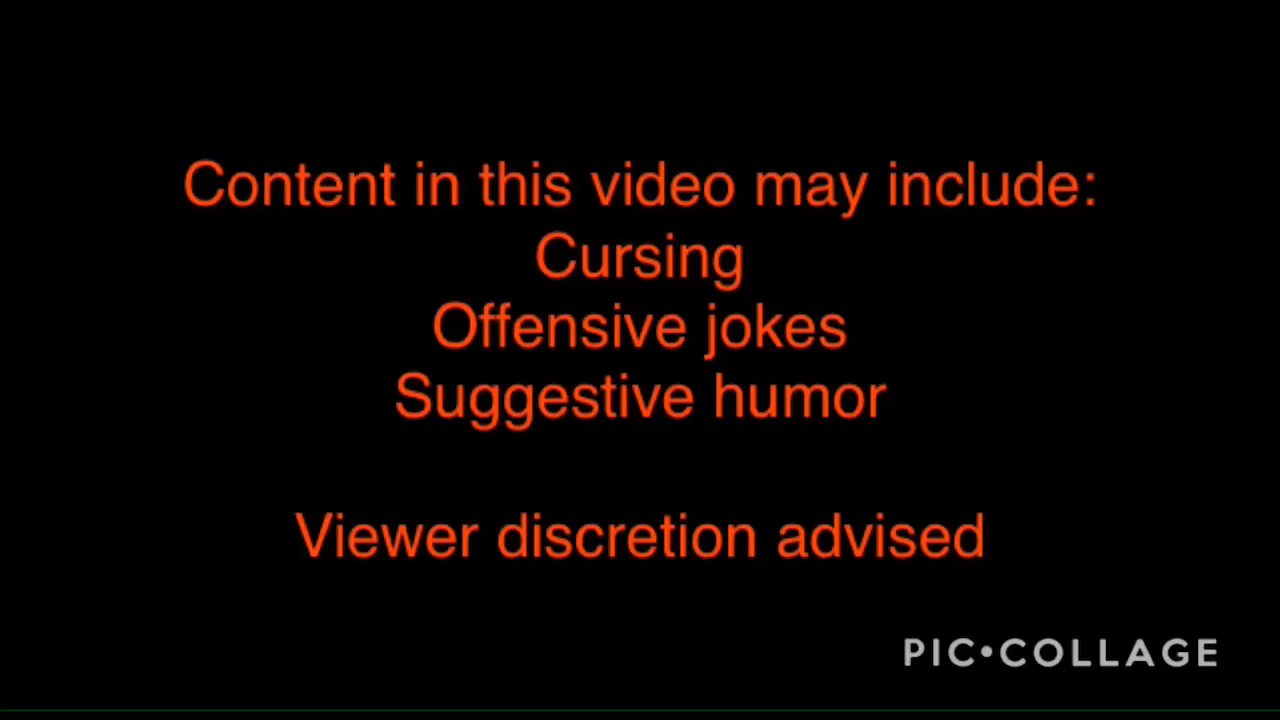 Content in this video may include:
Cursing
Offensive jokes
Suggestive humor
Viewer discretion advised
PIC•COLLAGE